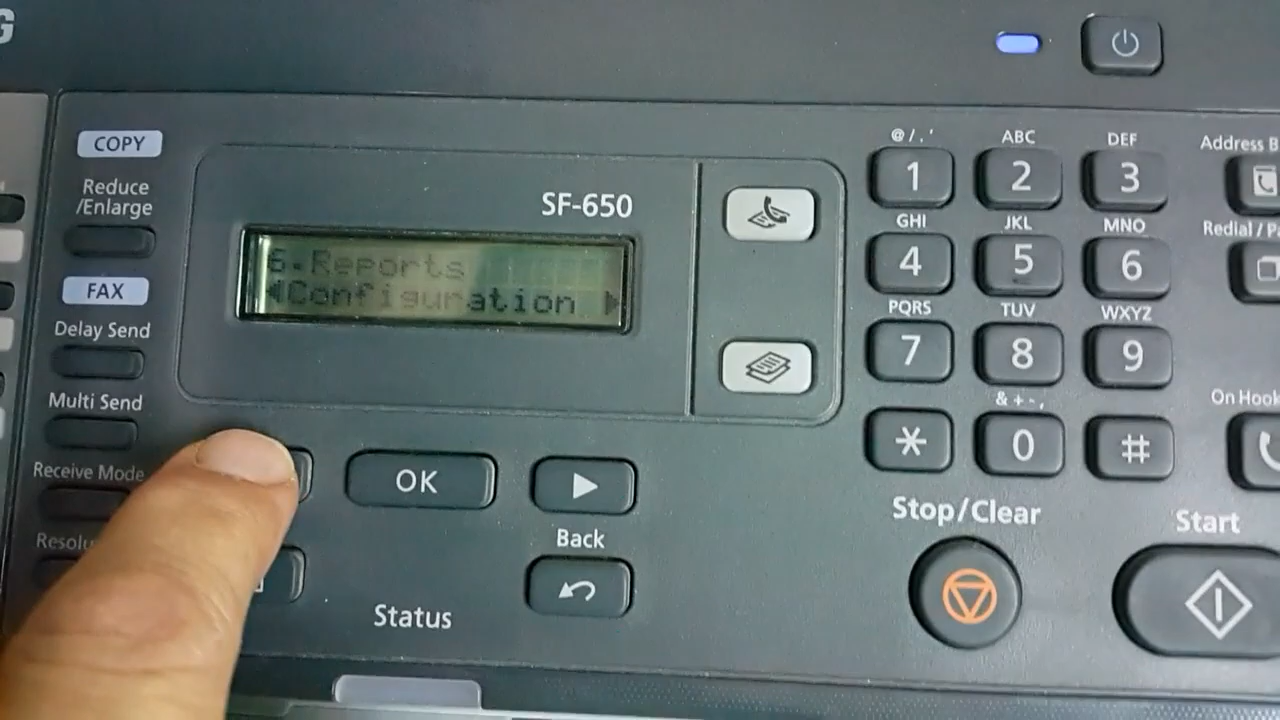 G
COPY
Reduce
/Enlarge
FAX
Delay Send
Multi Send
Receive Mode
SF-650
6.Reports
Configuration
OK
Back
Status
@/.'
ABC
DEF
1
2
3
GHI
JKL
MNO
4
5
6
PQRS
TUV
WXYZ
7
8
9
& + - ,
*
0
#
Stop/Clear
Start
Address B
Redial / Pa
On Hook